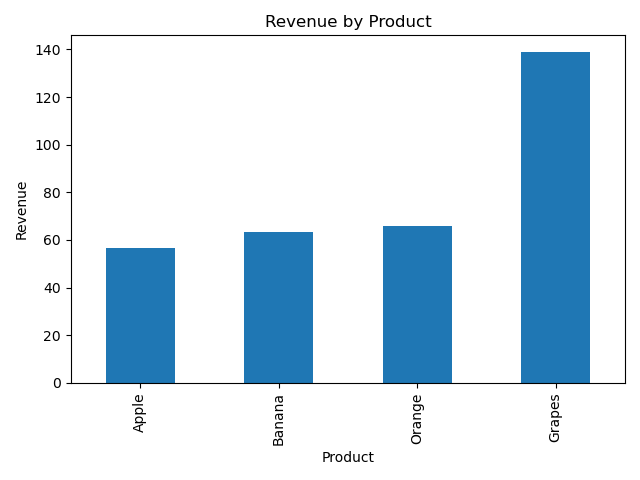 Revenue by Product
140
120
100
80
60
40
20
0
Revenue
Apple
Banana
Orange
Grapes
Product